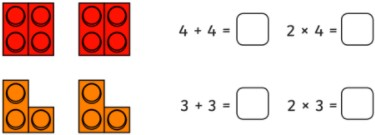 4 + 4 = 2 × 4 =
3 + 3 = 2 × 3 =